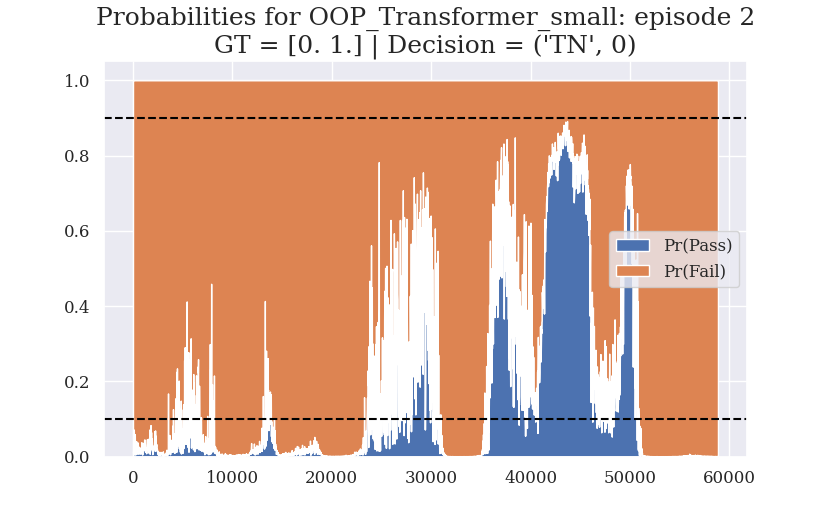 Probabilities for OOP_Transformer_small: episode 2
GT = [0. 1.] | Decision = ('TN', 0)
1.0
0.8
0.6
0.4
0.2
0.0
Pr(Pass)
Pr(Fail)
0 10000 20000 30000 40000 50000 60000